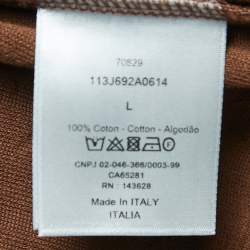 70829
113J692A0614
L
100% Coton - Cotton - Algodão
CNPJ 02-046-366/0003-99
CA65281
RN : 143628
Made In ITALY
ITALIA